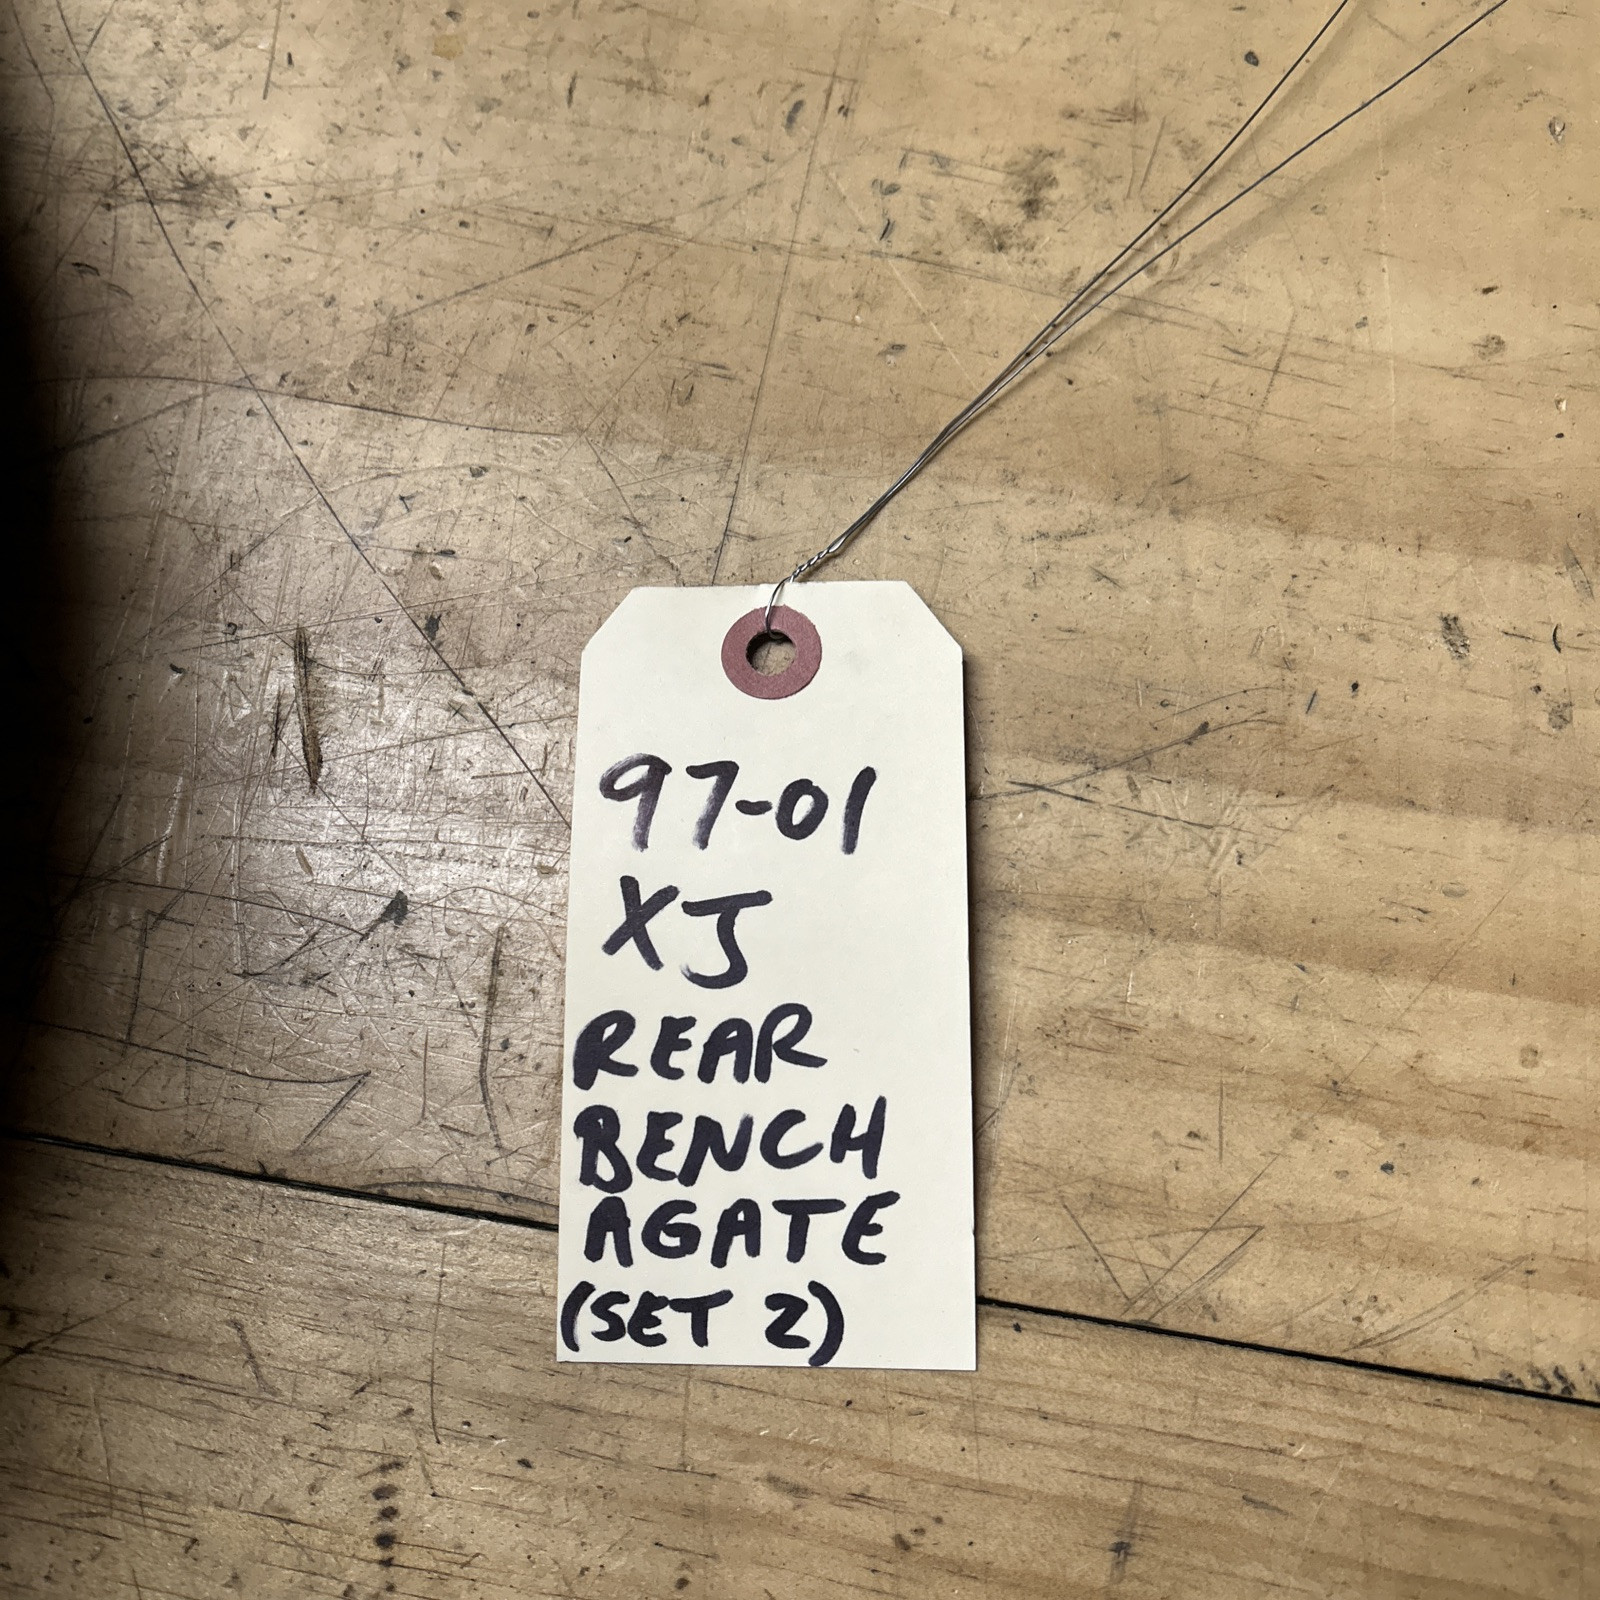 97-01
XJ
REAR
BENCH
AGATE
(SET 2)